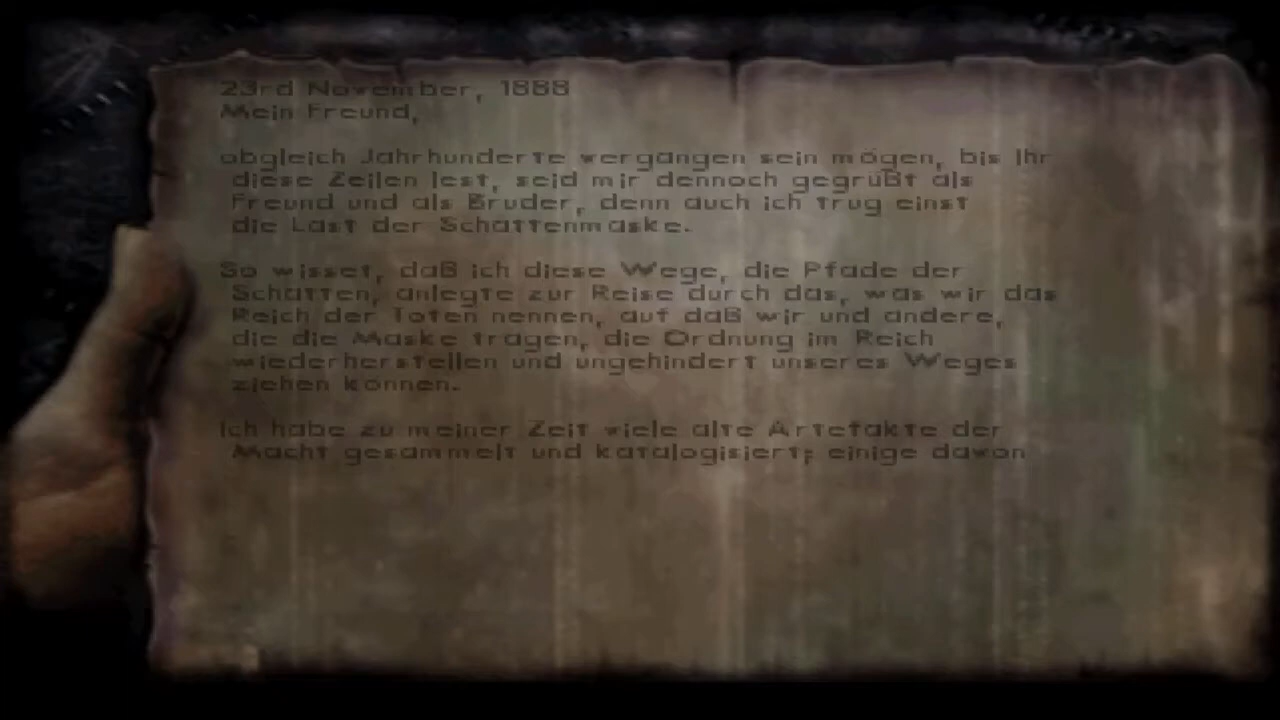 23rd November, 1888
Mein Freund,
obgleich Jahrhunderte vergangen sein mögen, bis Ihr
diese Zeilen lest, seid mir dennoch gegrüßt als
Freund und als Bruder, denn auch ich trug einst
die Last der Schattenmaske.
So wisset, daß ich diese Wege, die Pfade der
Schatten, anlegte zur Reise durch das, was wir das
Reich der Toten nennen, auf daß wir und andere,
die die Maske tragen, die Ordnung im Reich
wiederherstellen und ungehindert unseres Weges
ziehen können.
Ich habe zu meiner Zeit viele alte Artefakte der
Macht gesammelt und katalogisiert; einige davon